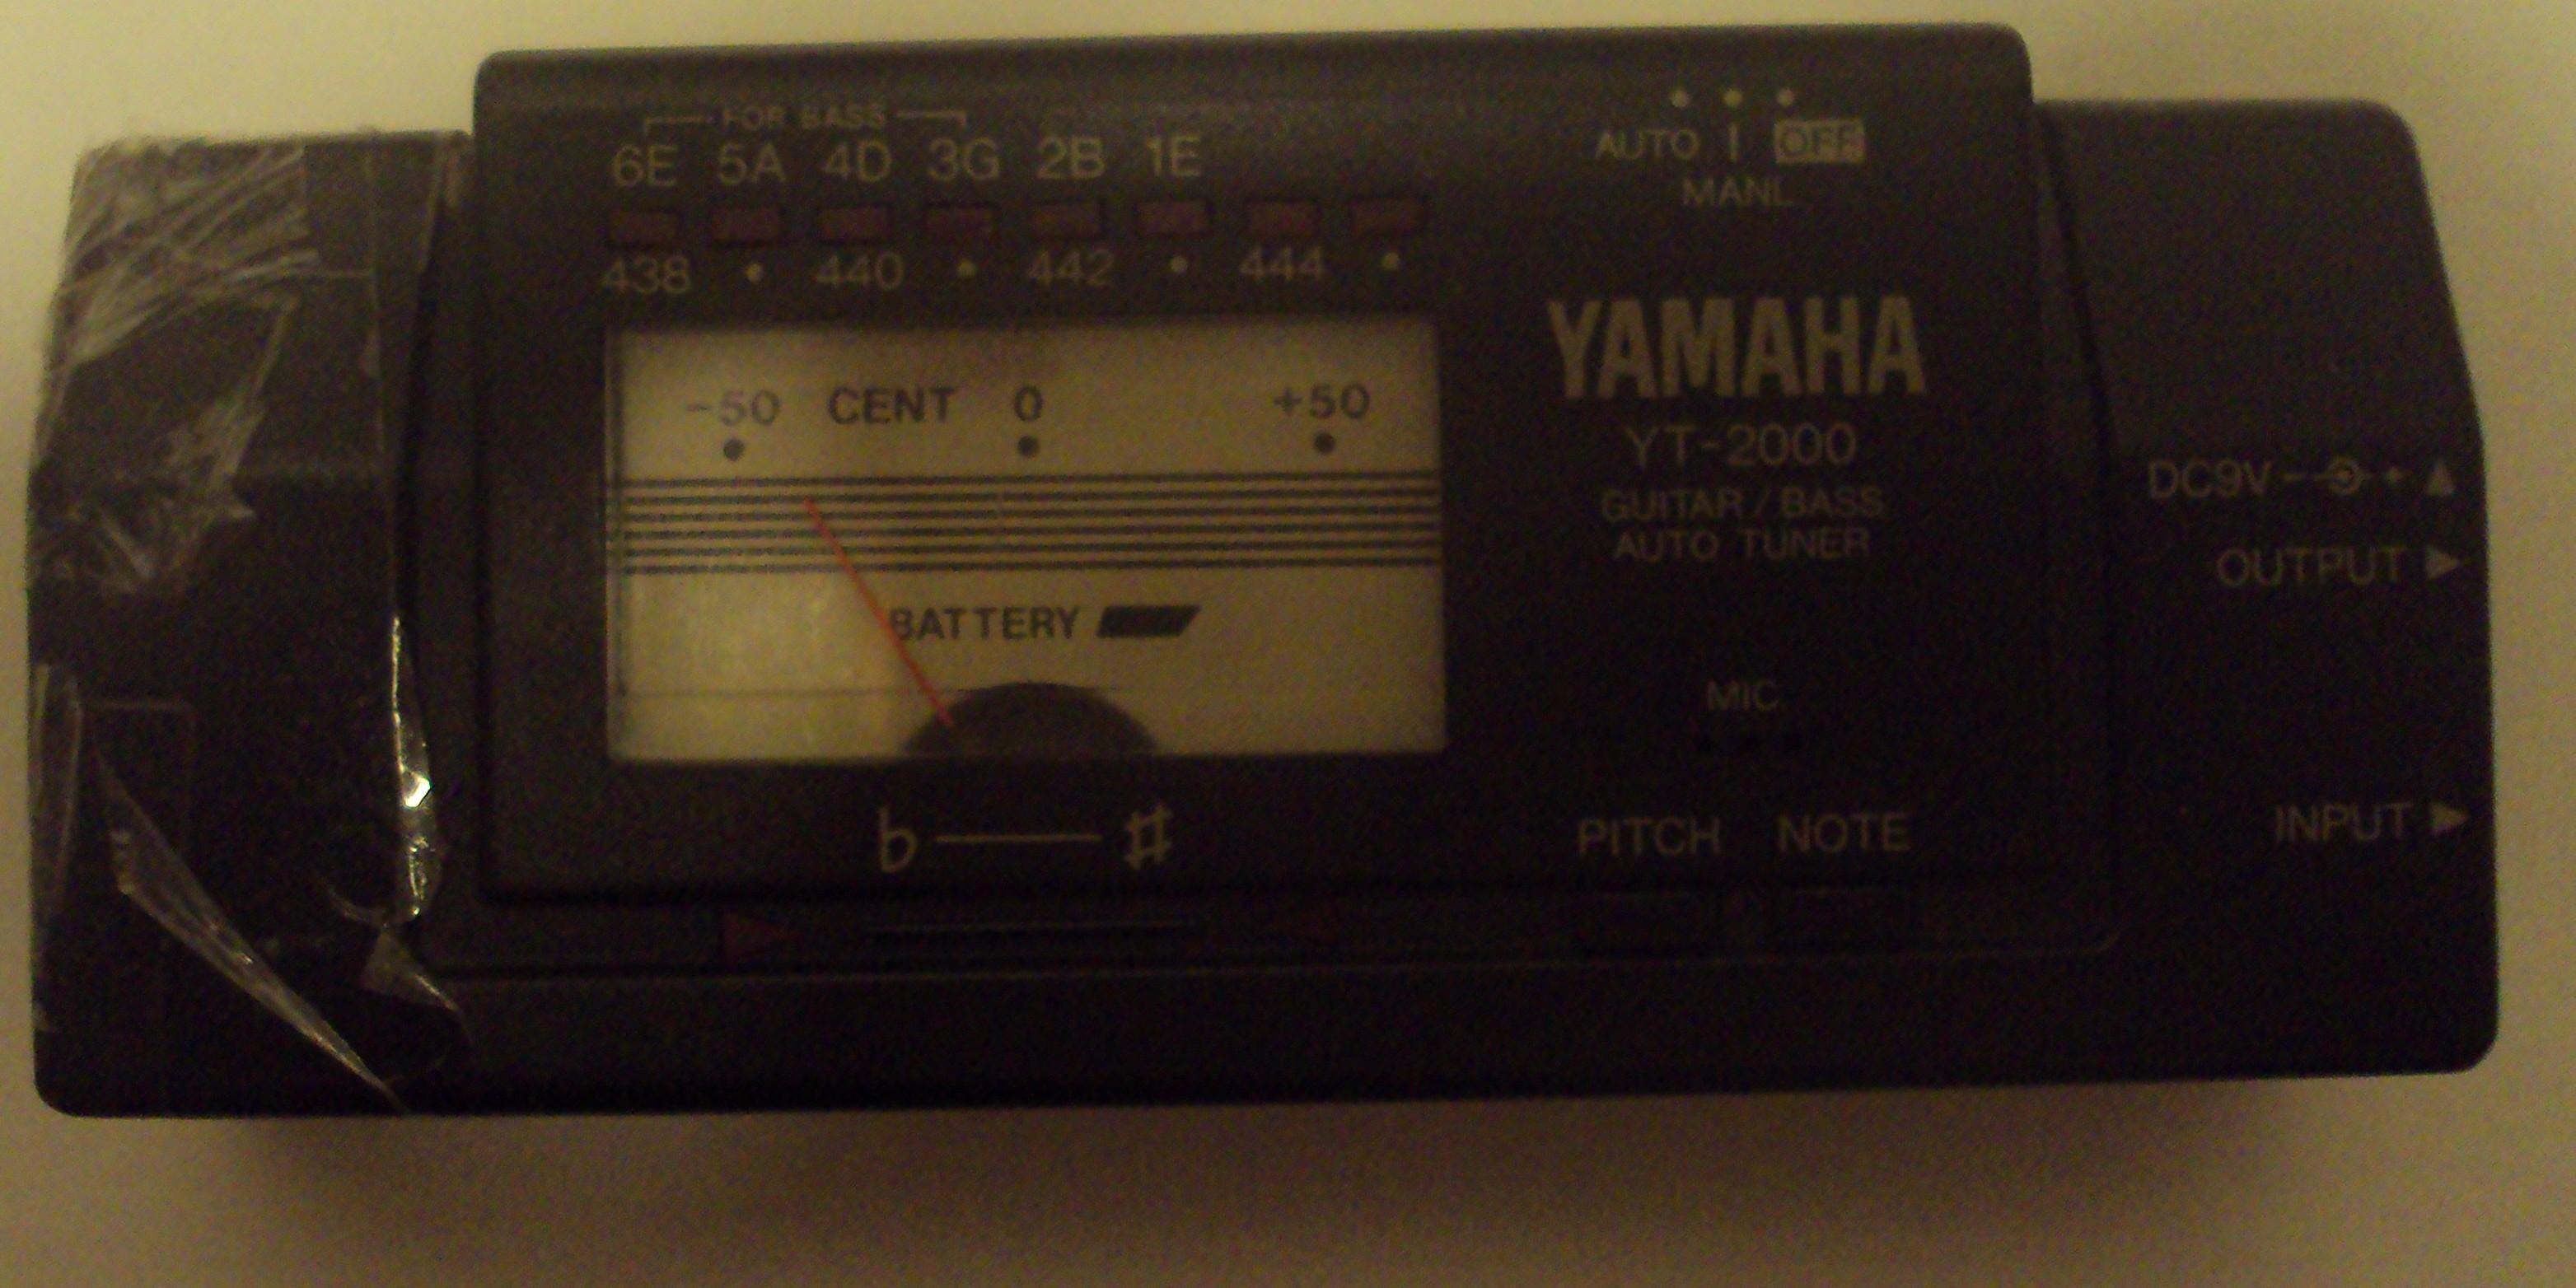 FOR BASS
6E 5A 4D 3G 2B 1E
438 • 440 • 442 • 444 •
AUTO | OFF
MANL
-50 CENT 0 +50
BATTERY
♭ ♯
YAMAHA
YT-2000
GUITAR / BASS
AUTO TUNER
MIC
PITCH NOTE
DC9V - + ▲
OUTPUT ▶
INPUT ▶